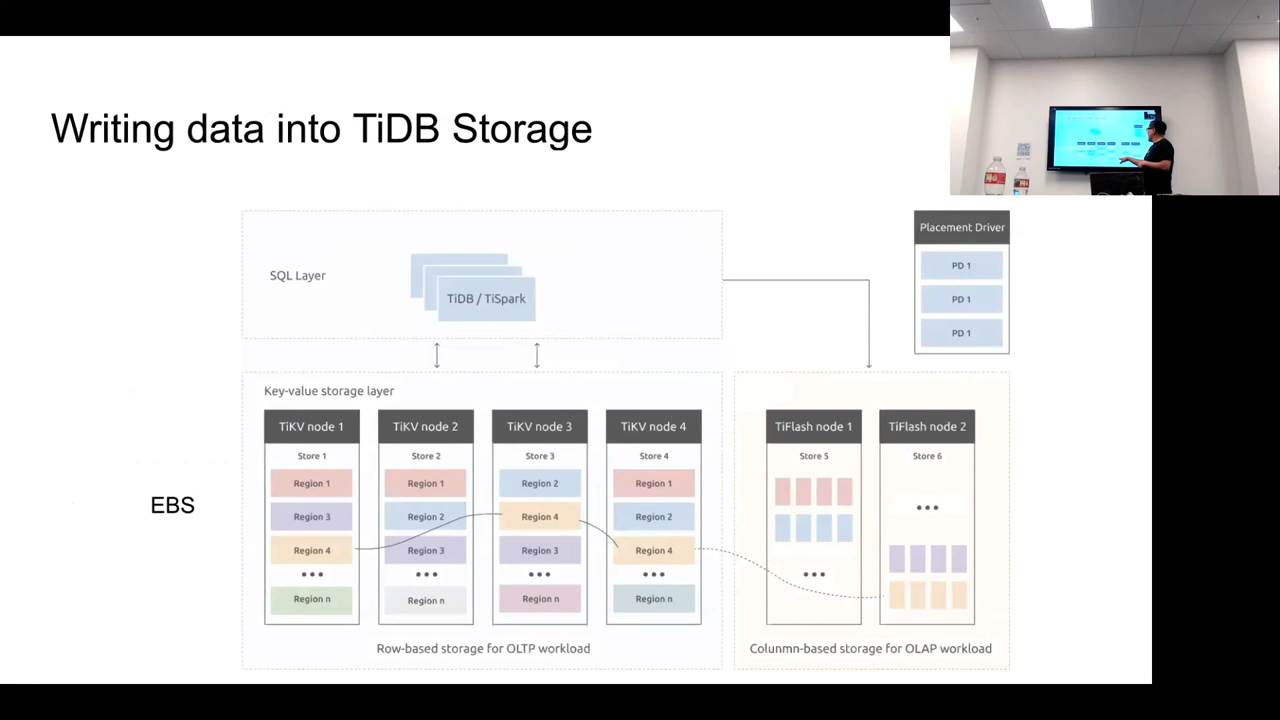 Writing data into TiDB Storage
SQL Layer
TiDB / TiSpark
Placement Driver
PD 1
PD 1
PD 1
Key-value storage layer
TiKV node 1
Store 1
Region 1
Region 3
Region 4
•••
Region n
TiKV node 2
Store 2
Region 1
Region 2
Region 3
•••
Region n
TiKV node 3
Store 3
Region 2
Region 4
Region 3
•••
Region n
TiKV node 4
Store 4
Region 1
Region 2
Region 4
•••
Region n
TiFlash node 1
Store 5
•••
TiFlash node 2
Store 6
•••
EBS
Row-based storage for OLTP workload
Colunmn-based storage for OLAP workload